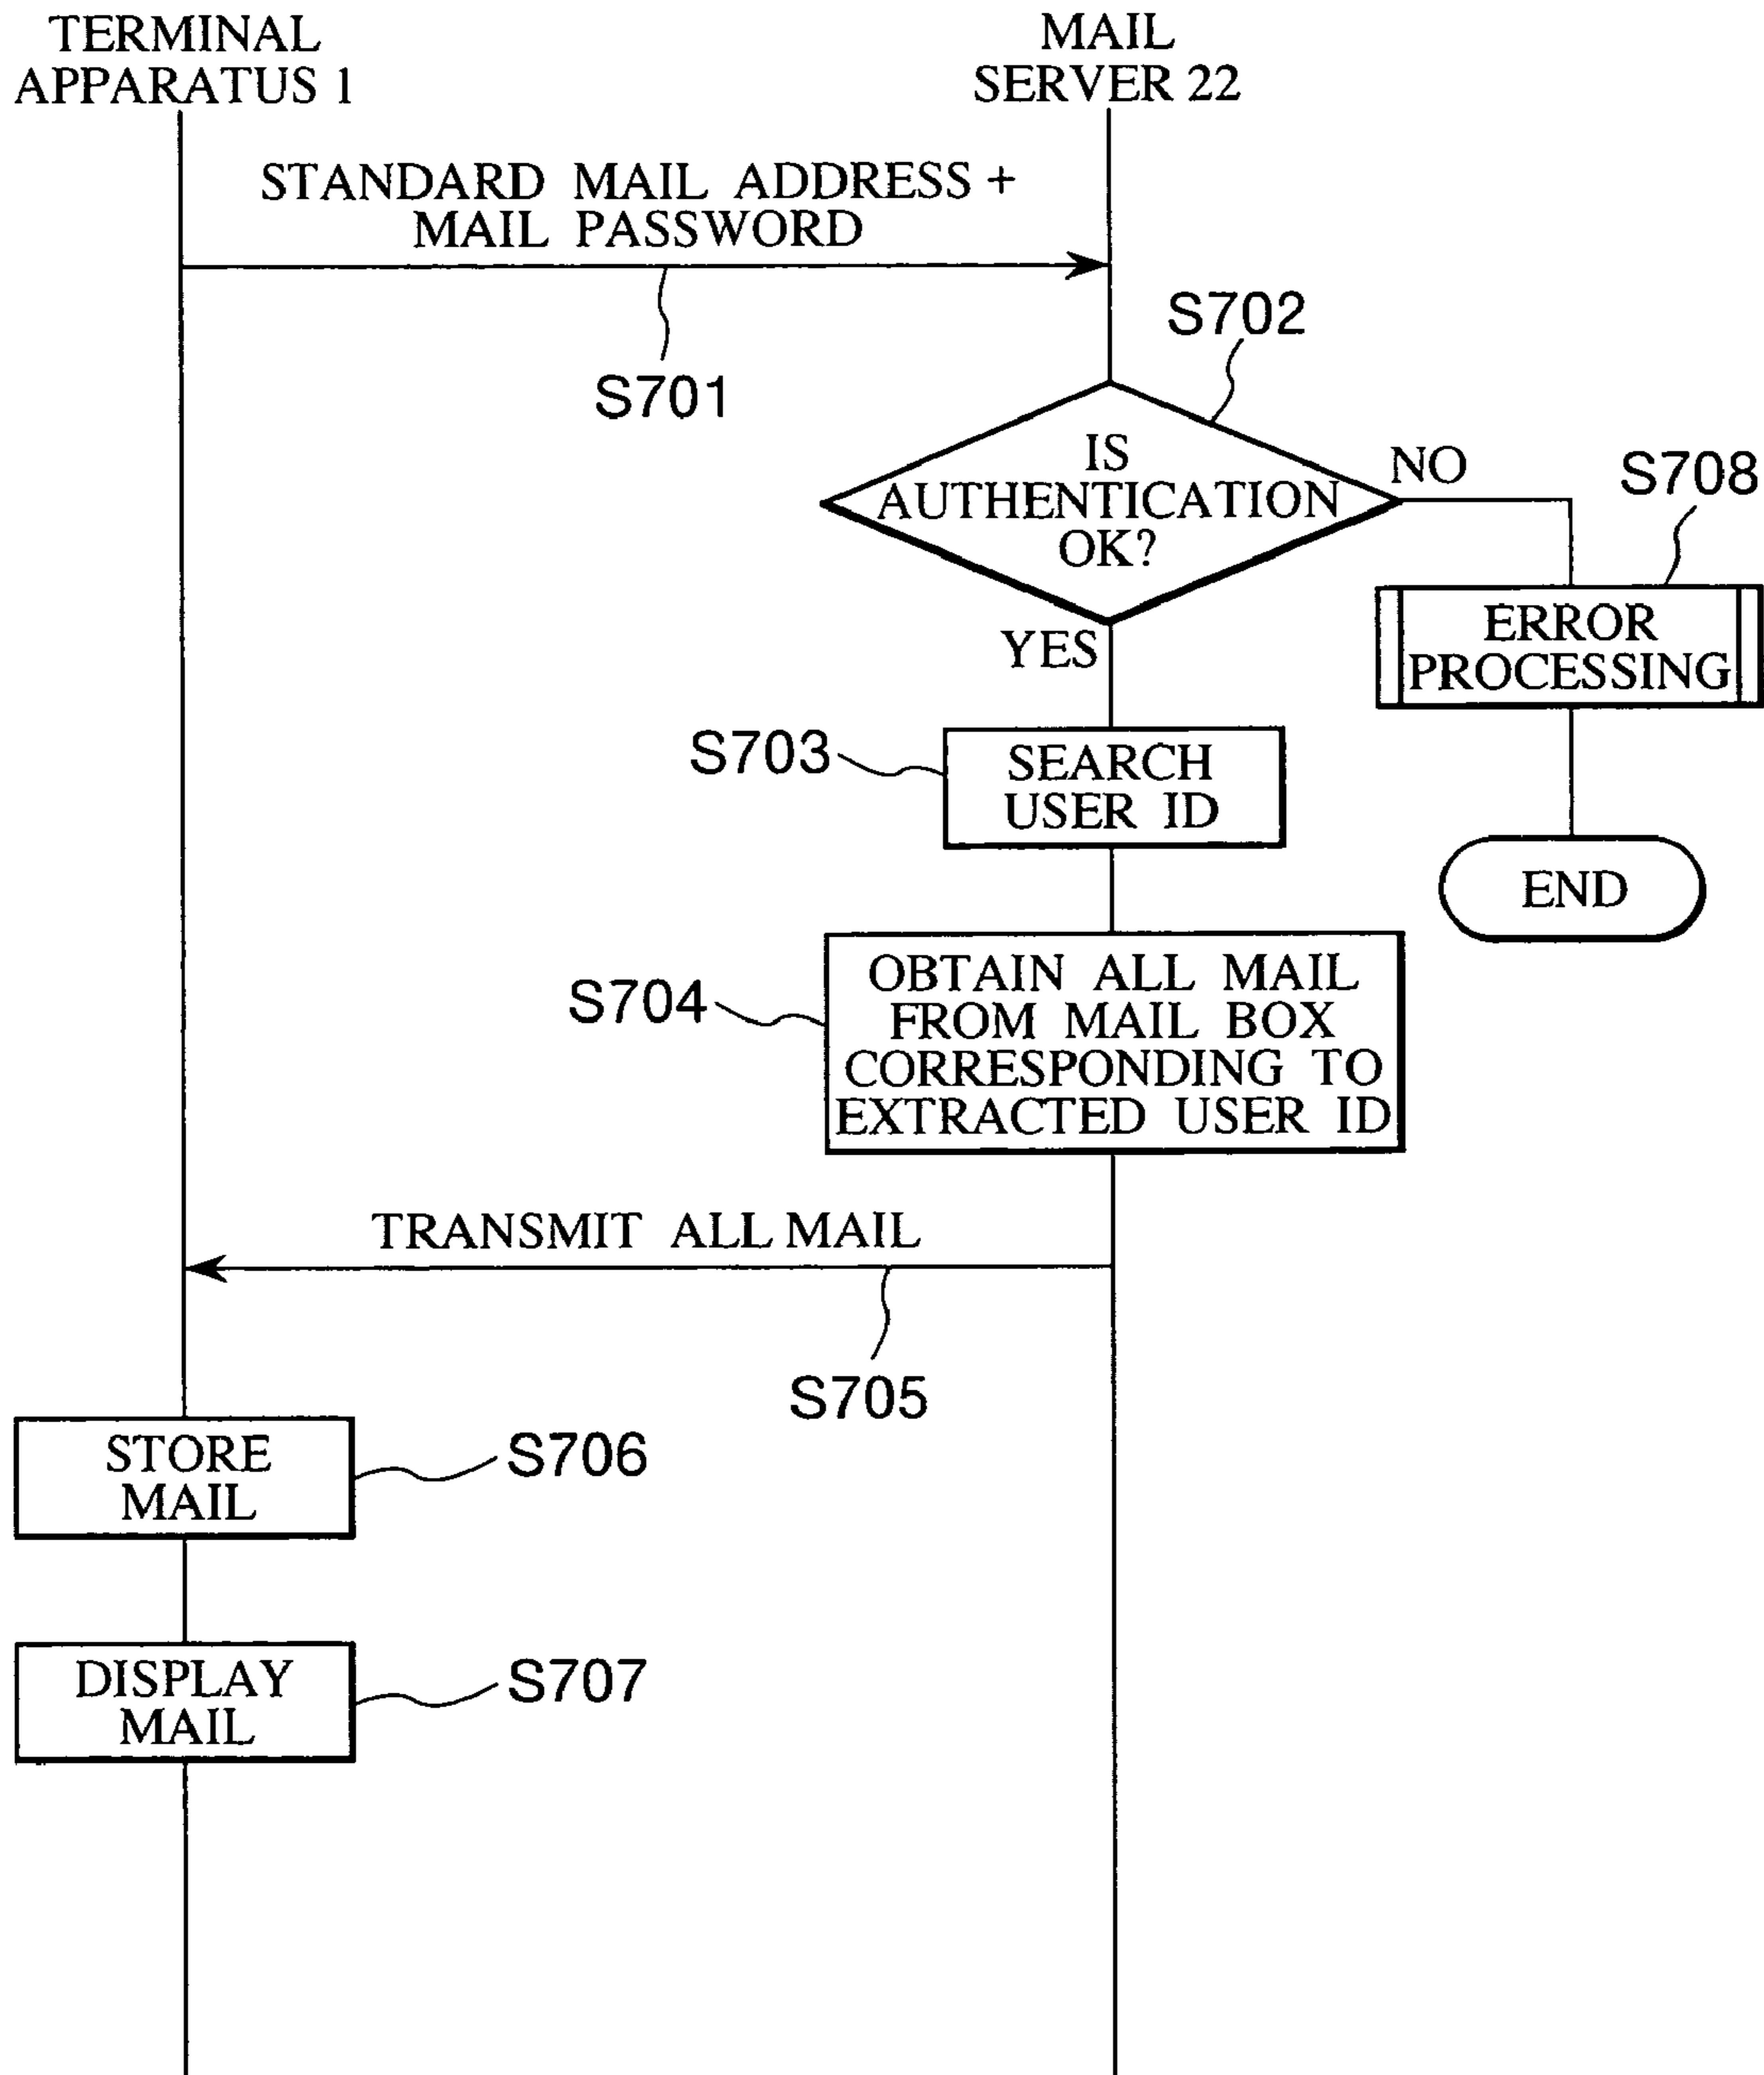 TERMINAL
APPARATUS 1
MAIL
SERVER 22
STANDARD MAIL ADDRESS +
MAIL PASSWORD
S701
S702
IS
AUTHENTICATION
OK?
NO
S708
ERROR
PROCESSING
YES
S703
SEARCH
USER ID
END
S704
OBTAIN ALL MAIL
FROM MAIL BOX
CORRESPONDING TO
EXTRACTED USER ID
TRANSMIT ALL MAIL
S705
STORE
MAIL
S706
DISPLAY
MAIL
S707